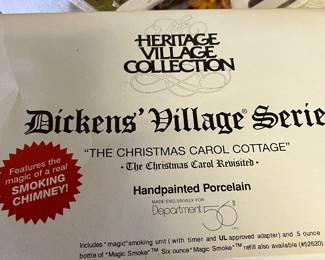 The
HERITAGE
VILLAGE
COLLECTION
Dickens' Village Serie
"THE CHRISTMAS CAROL COTTAGE"
• The Christmas Carol Revisited •
Features the
magic of a real
SMOKING
CHIMNEY!
Handpainted Porcelain
MADE EXCLUSIVELY FOR
Department 56
Includes "magic" smoking unit ( with timer and UL approved adapter) and .5 ounce
bottle of "Magic Smoke"™. Six ounce "Magic Smoke"™ refill also available (#52620)